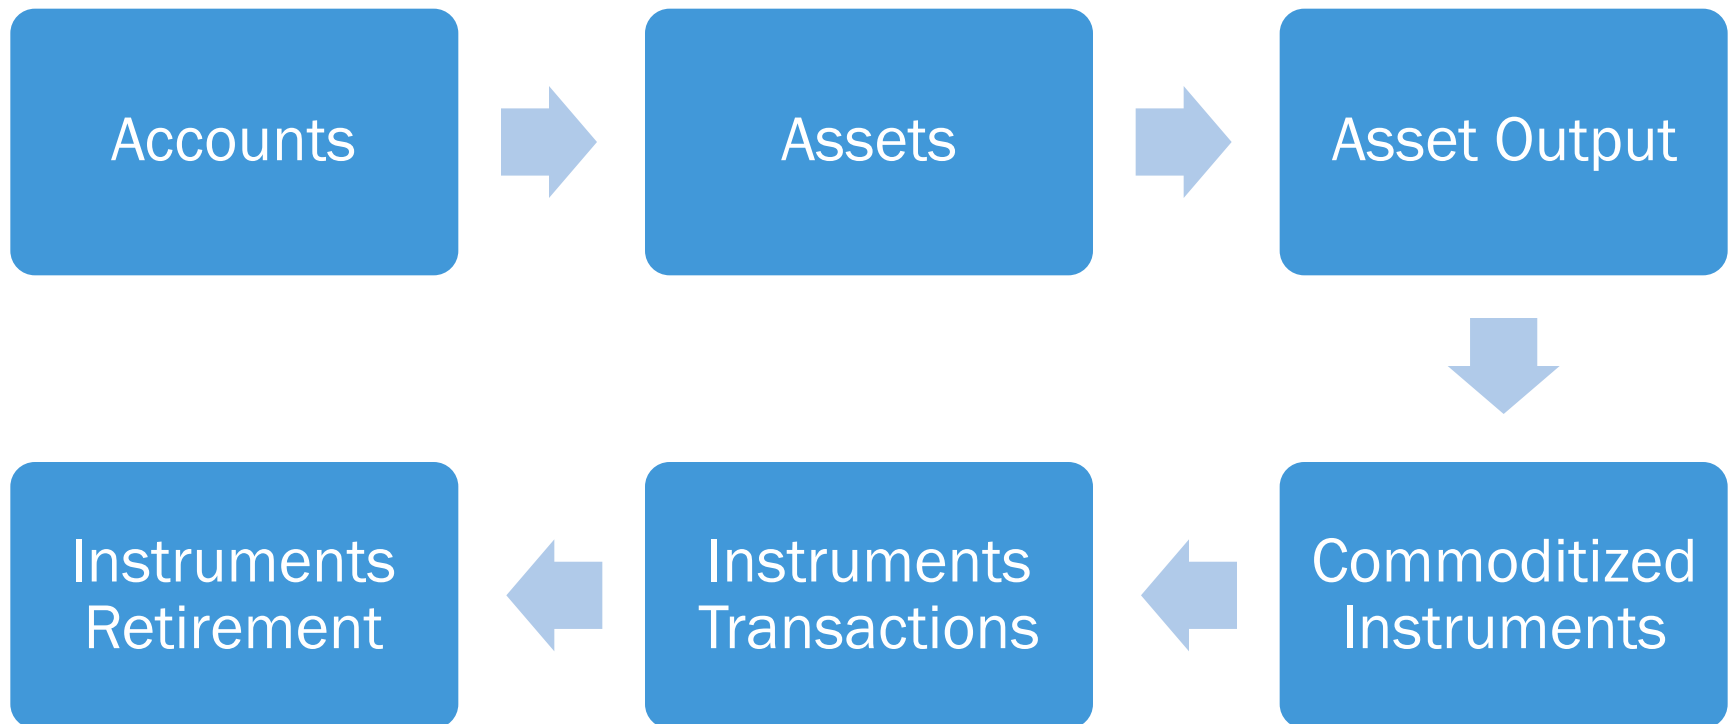 Accounts
Assets
Asset Output
Commoditized
Instruments
Instruments
Transactions
Instruments
Retirement